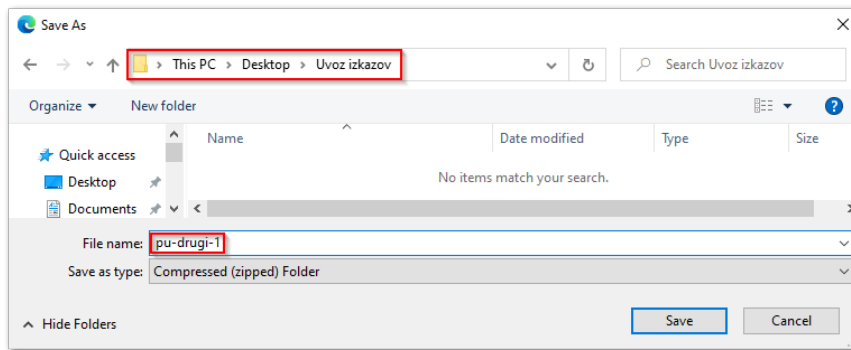 Save As
This PC > Desktop > Uvoz izkazov
Search Uvoz izkazov
Organize New folder
Name Date modified Type Size
Quick access
No items match your search.
Desktop
Documents
File name: pu-drugi-1
Save as type: Compressed (zipped) Folder
Hide Folders Save Cancel